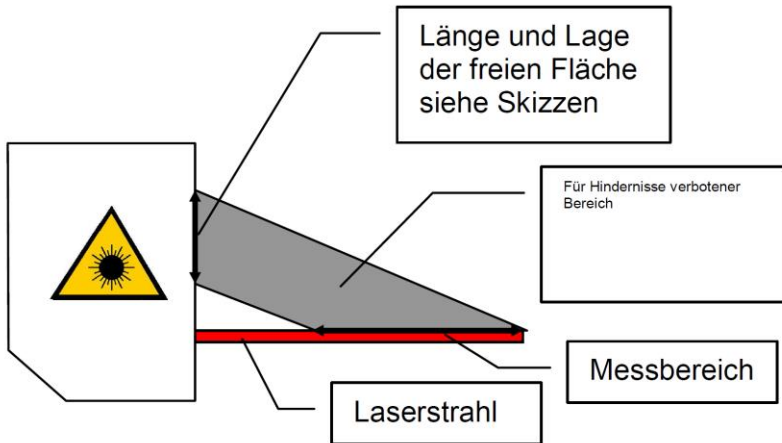 Länge und Lage
der freien Fläche
siehe Skizzen
Für Hindernisse verbotener
Bereich
Messbereich
Laserstrahl